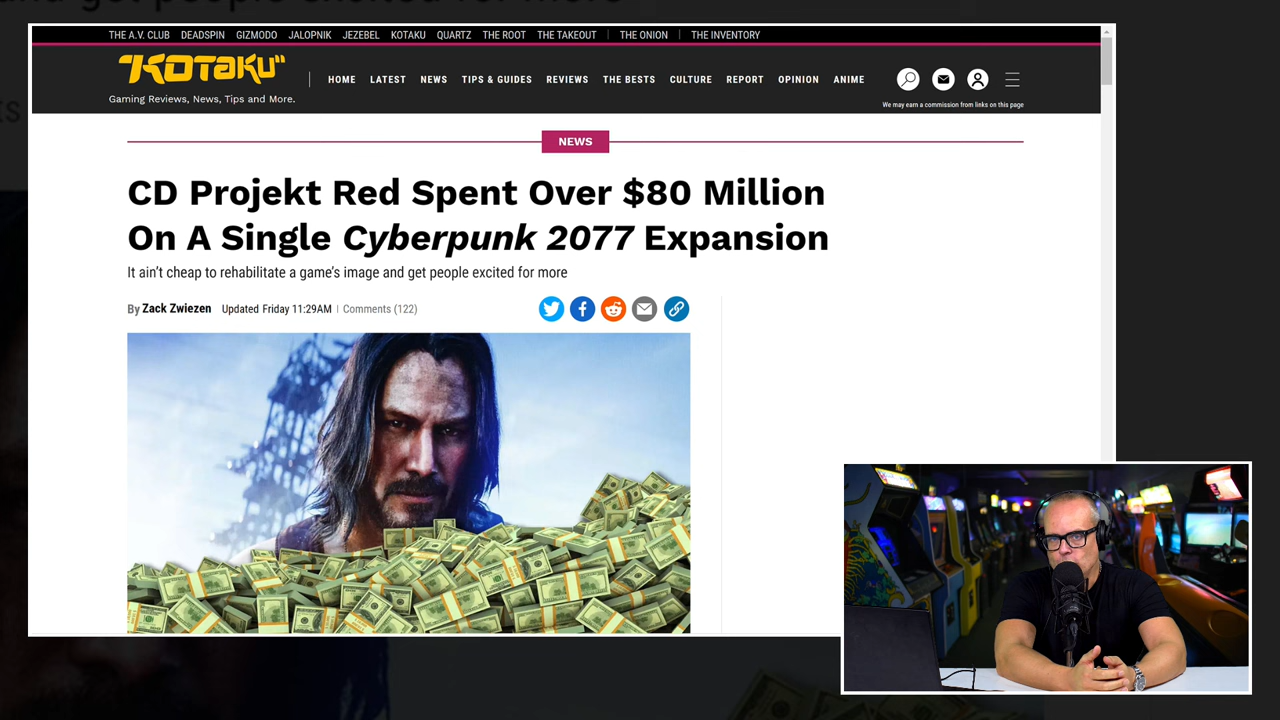 THE A.V. CLUB DEADSPIN GIZMODO JALOPNIK JEZEBEL KOTAKU QUARTZ THE ROOT THE TAKEOUT | THE ONION | THE INVENTORY
"KOTAKU"
Gaming Reviews, News, Tips and More.
HOME LATEST NEWS TIPS & GUIDES REVIEWS THE BESTS CULTURE REPORT OPINION ANIME
We may earn a commission from links on this page
NEWS
CD Projekt Red Spent Over $80 Million
On A Single Cyberpunk 2077 Expansion
It ain't cheap to rehabilitate a game's image and get people excited for more
By Zack Zwiezen Updated Friday 11:29AM | Comments (122)